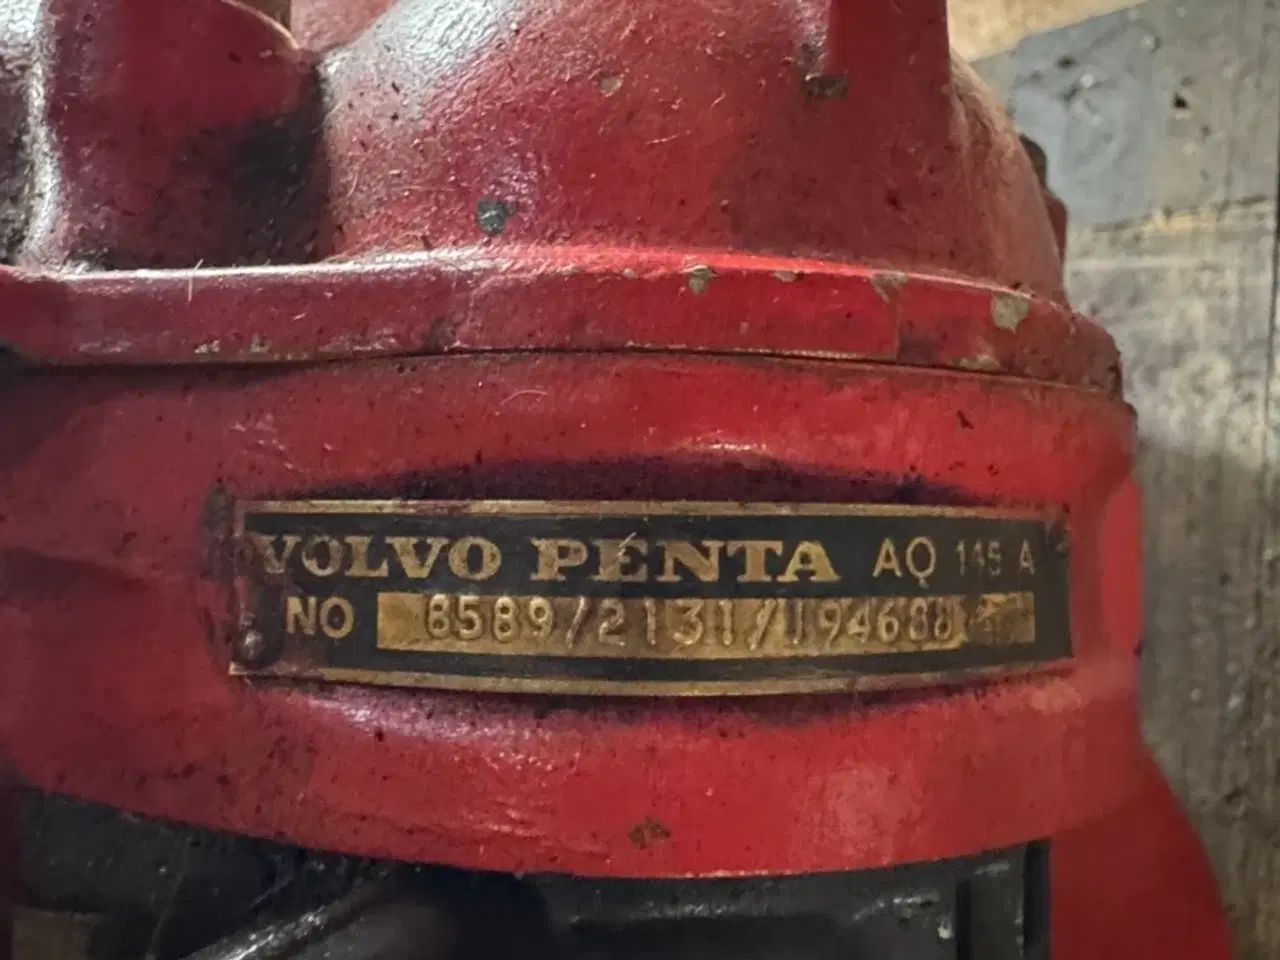 VOLVO PENTA AQ 145 A
NO 8589/2131/194688